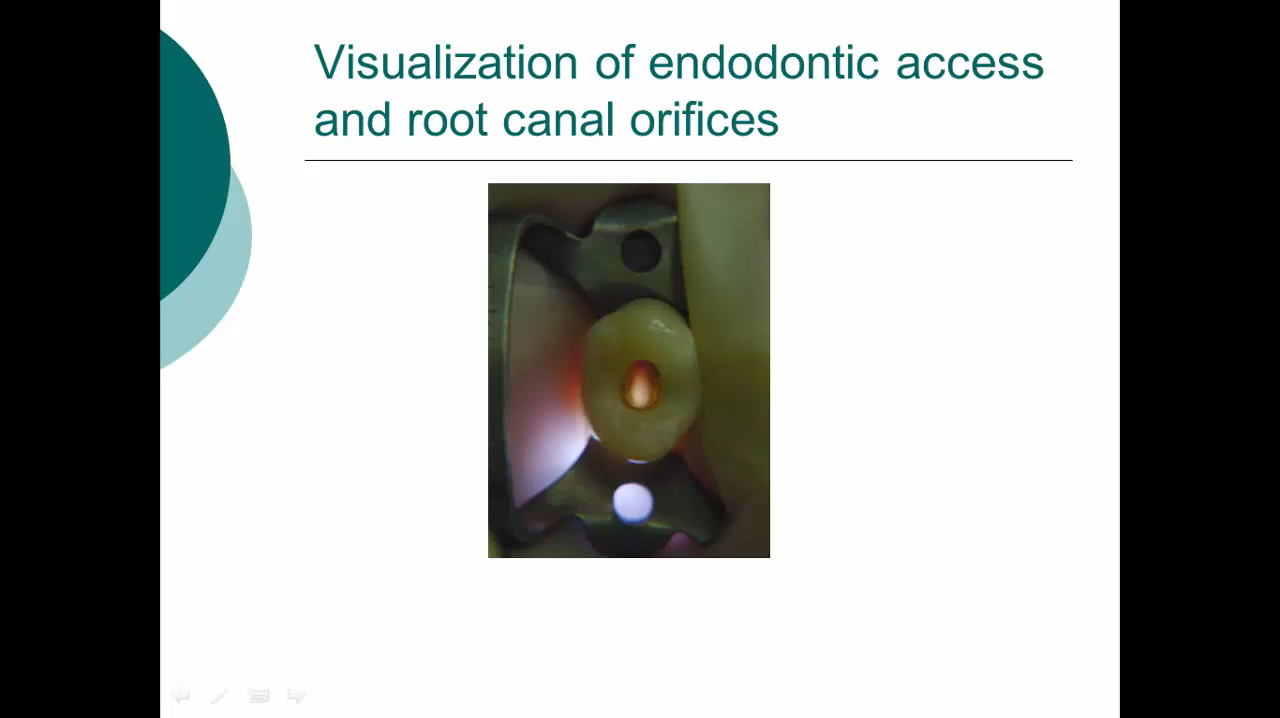 Visualization of endodontic access
and root canal orifices